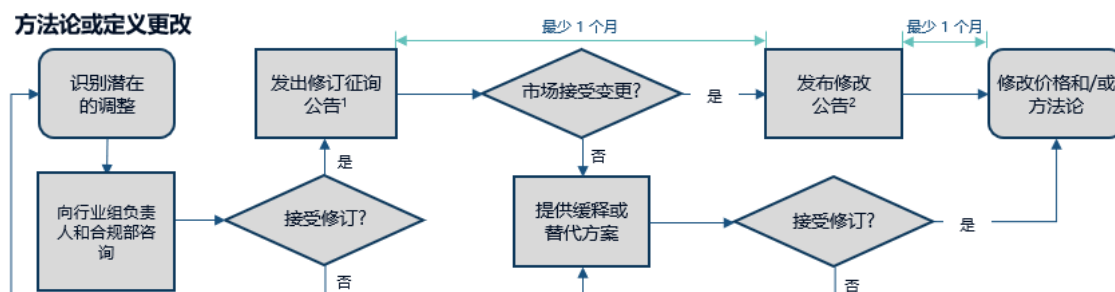 方法论或定义更改
最少 1 个月
最少 1 个月
识别潜在
的调整
发出修订征询
公告¹
市场接受变更?
是
发布修改
公告²
修改价格和/或
方法论
是
否
向行业组负责
人和合规部咨
询
接受修订?
提供缓释或
替代方案
接受修订?
是
否
否